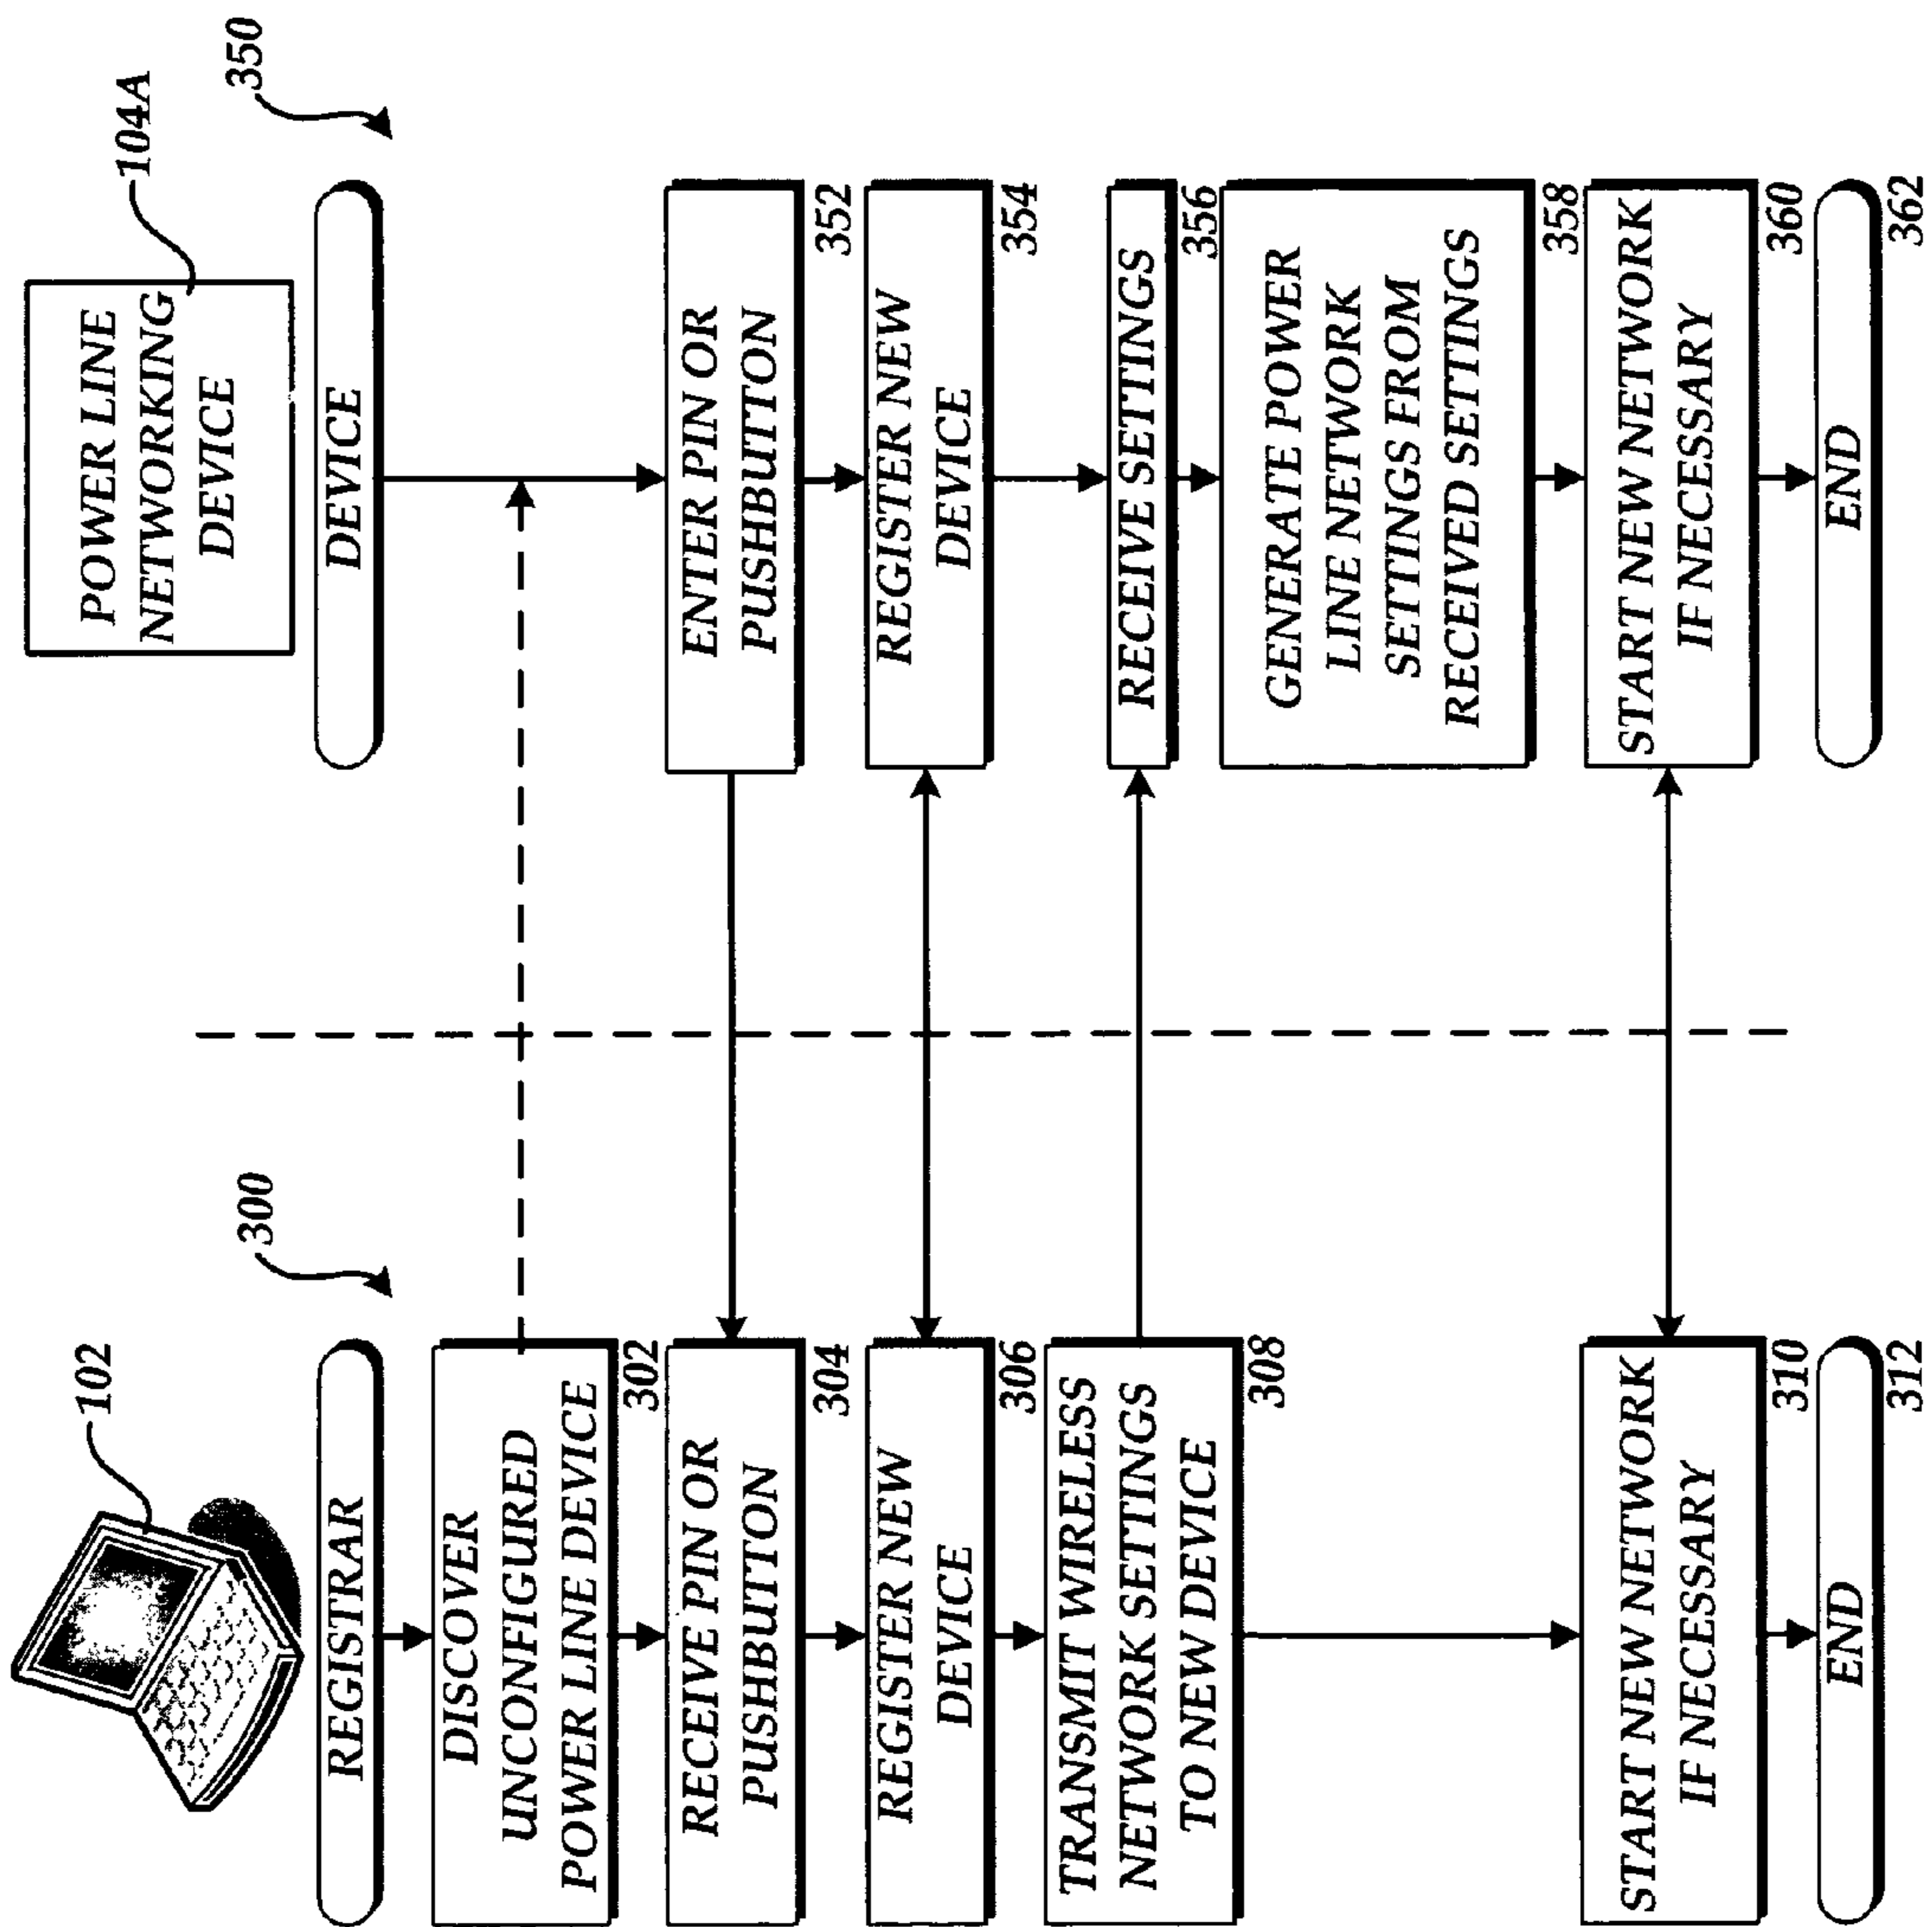 102
300
REGISTRAR
DISCOVER
UNCONFIGURED
POWER LINE DEVICE
302
RECEIVE PIN OR
PUSHBUTTON
304
REGISTER NEW
DEVICE
306
TRANSMIT WIRELESS
NETWORK SETTINGS
TO NEW DEVICE
308
START NEW NETWORK
IF NECESSARY
310
END
312
POWER LINE
NETWORKING
DEVICE
104A
350
DEVICE
ENTER PIN OR
PUSHBUTTON
352
REGISTER NEW
DEVICE
354
RECEIVE SETTINGS
356
GENERATE POWER
LINE NETWORK
SETTINGS FROM
RECEIVED SETTINGS
358
START NEW NETWORK
IF NECESSARY
360
END
362